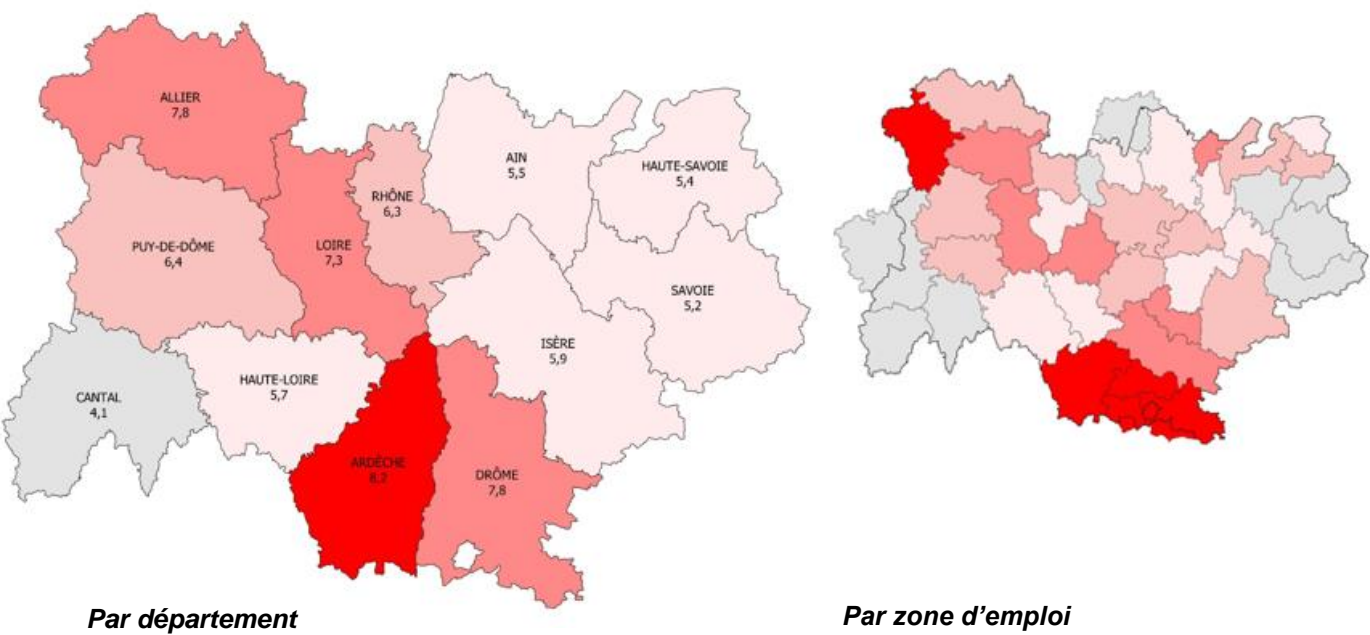 ALLIER
7,8
AIN
5,5
HAUTE-SAVOIE
5,4
RHÔNE
6,3
PUY-DE-DÔME
6,4
LOIRE
7,3
SAVOIE
5,2
ISÈRE
5,9
HAUTE-LOIRE
5,7
CANTAL
4,1
ARDÈCHE
8,2
DRÔME
7,8
Par département
Par zone d'emploi